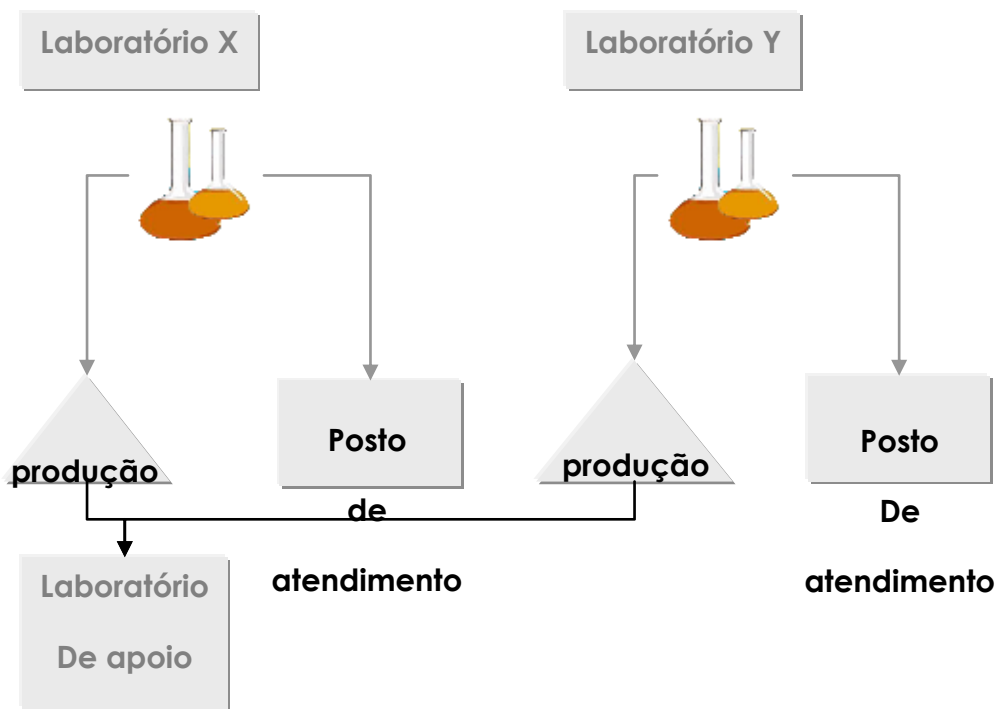 Laboratório X
Laboratório Y
produção
Posto
de
atendimento
produção
Posto
De
atendimento
Laboratório
De apoio